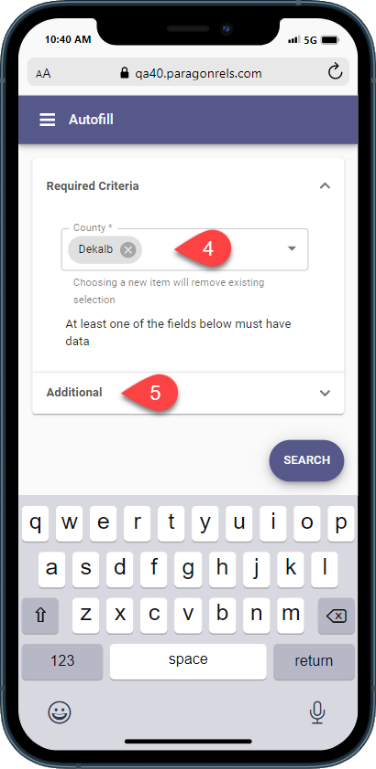 10:40 AM 5G
AA qa40.paragonrels.com
Autofill
Required Criteria
County *
Dekalb 4
Choosing a new item will remove existing
selection
At least one of the fields below must have
data
Additional 5
SEARCH
q w e r t y u i o p
a s d f g h j k l
z x c v b n m
123 space return